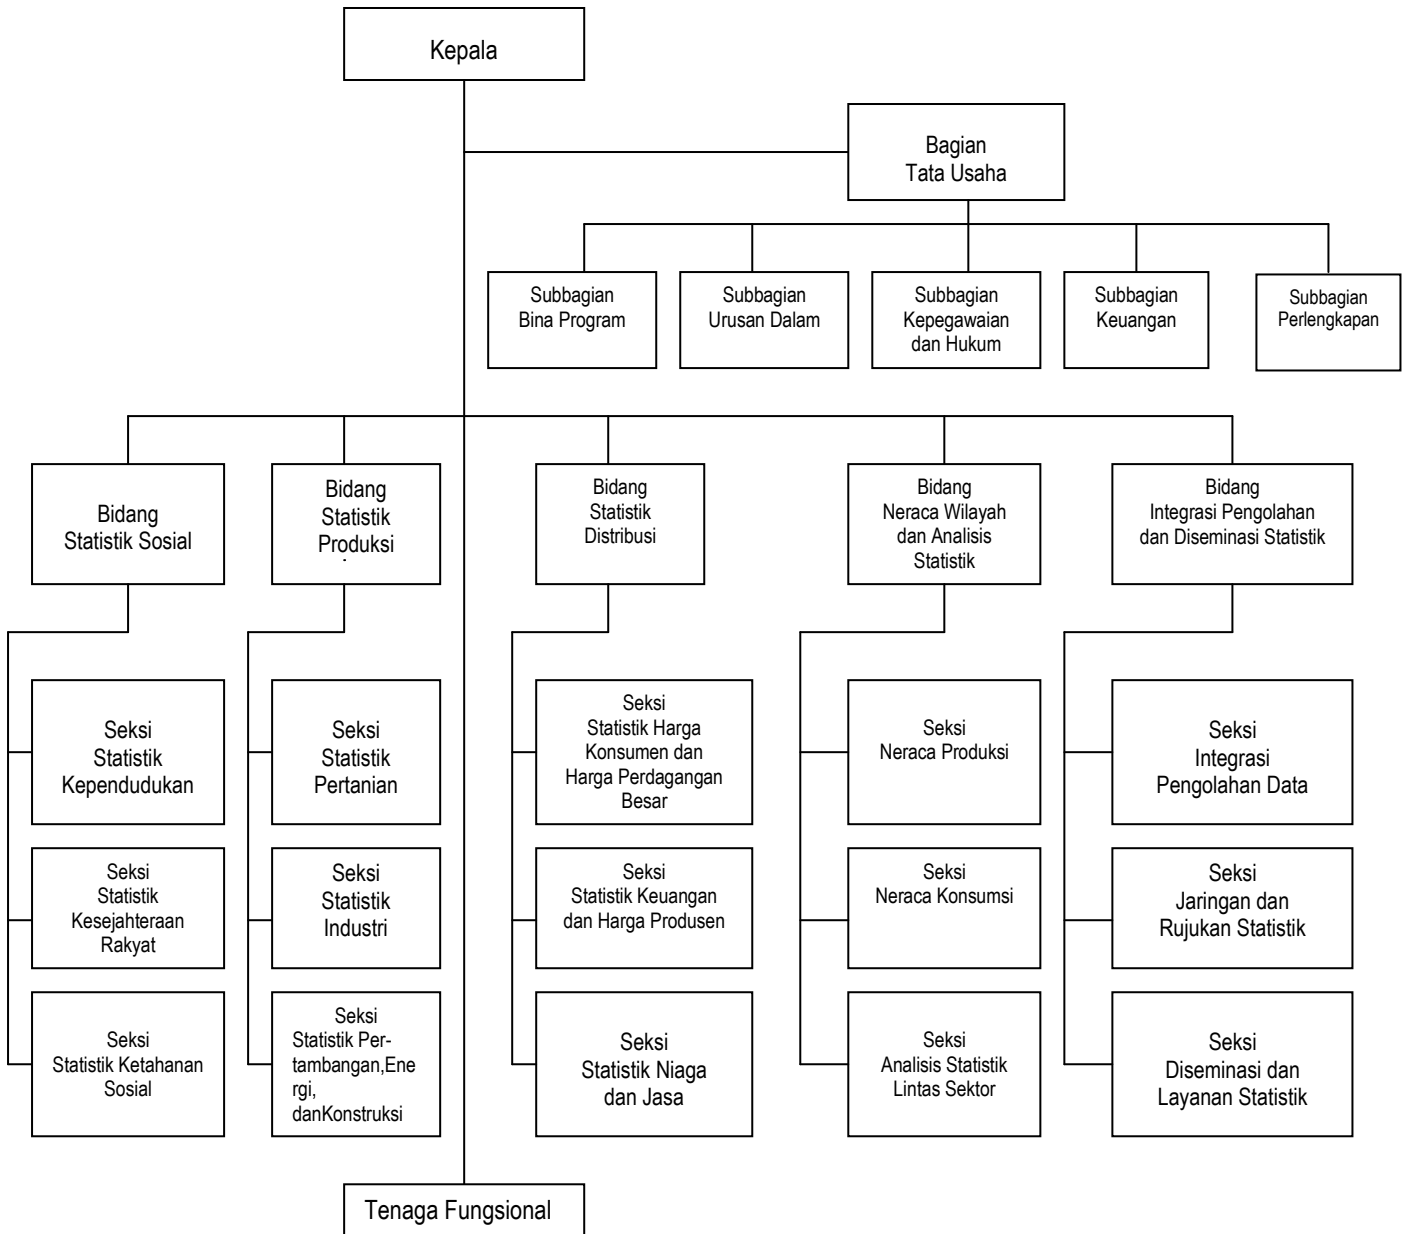 Kepala
Bagian
Tata Usaha
Subbagian
Bina Program
Subbagian
Urusan Dalam
Subbagian
Kepegawaian
dan Hukum
Subbagian
Keuangan
Subbagian
Perlengkapan
Bidang
Statistik Sosial
Bidang
Statistik
Produksi
Bidang
Statistik
Distribusi
Bidang
Neraca Wilayah
dan Analisis
Statistik
Bidang
Integrasi Pengolahan
dan Diseminasi Statistik
Seksi
Statistik
Kependudukan
Seksi
Statistik
Pertanian
Seksi
Statistik Harga
Konsumen dan
Harga Perdagangan
Besar
Seksi
Neraca Produksi
Seksi
Integrasi
Pengolahan Data
Seksi
Statistik
Kesejahteraan
Rakyat
Seksi
Statistik
Industri
Seksi
Statistik Keuangan
dan Harga Produsen
Seksi
Neraca Konsumsi
Seksi
Jaringan dan
Rujukan Statistik
Seksi
Statistik Ketahanan
Sosial
Seksi
Statistik Per-
tambangan,Ene
rgi,
danKonstruksi
Seksi
Statistik Niaga
dan Jasa
Seksi
Analisis Statistik
Lintas Sektor
Seksi
Diseminasi dan
Layanan Statistik
Tenaga Fungsional